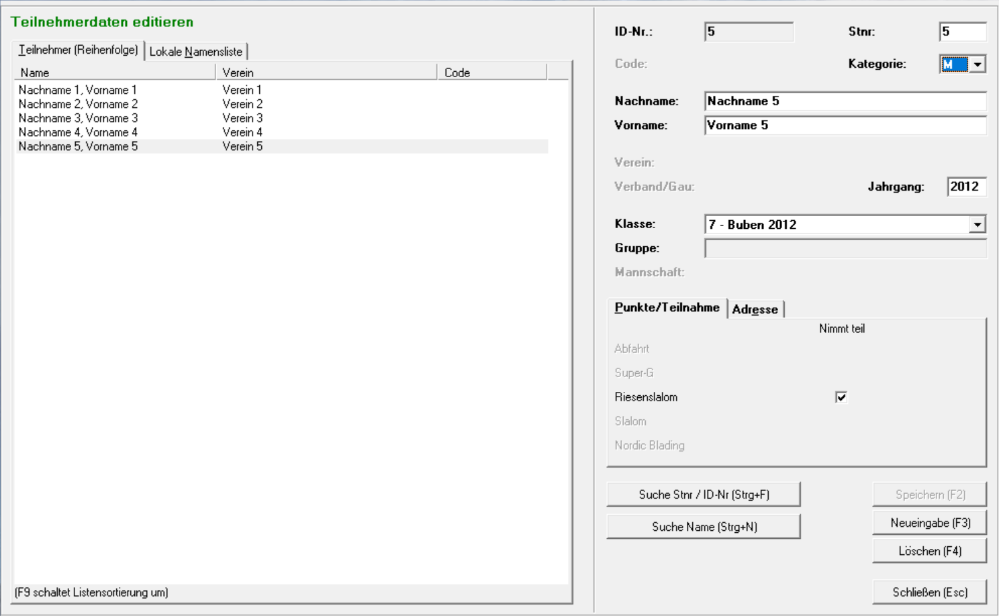 Teilnehmerdaten editieren
Teilnehmer (Reihenfolge) Lokale Namensliste
Name Verein Code
Nachname 1, Vorname 1 Verein 1
Nachname 2, Vorname 2 Verein 2
Nachname 3, Vorname 3 Verein 3
Nachname 4, Vorname 4 Verein 4
Nachname 5, Vorname 5 Verein 5
(F9 schaltet Listensortierung um)
ID-Nr.: 5 Stnr: 5
Code: Kategorie: M
Nachname: Nachname 5
Vorname: Vorname 5
Verein:
Verband/Gau: Jahrgang: 2012
Klasse: 7 - Buben 2012
Gruppe:
Mannschaft:
Punkte/Teilnahme Adresse
Nimmt teil
Abfahrt
Super-G
Riesenslalom
Slalom
Nordic Blading
Suche Stnr / ID-Nr (Strg+F) Speichern (F2)
Suche Name (Strg+N) Neueingabe (F3)
Löschen (F4)
Schließen (Esc)